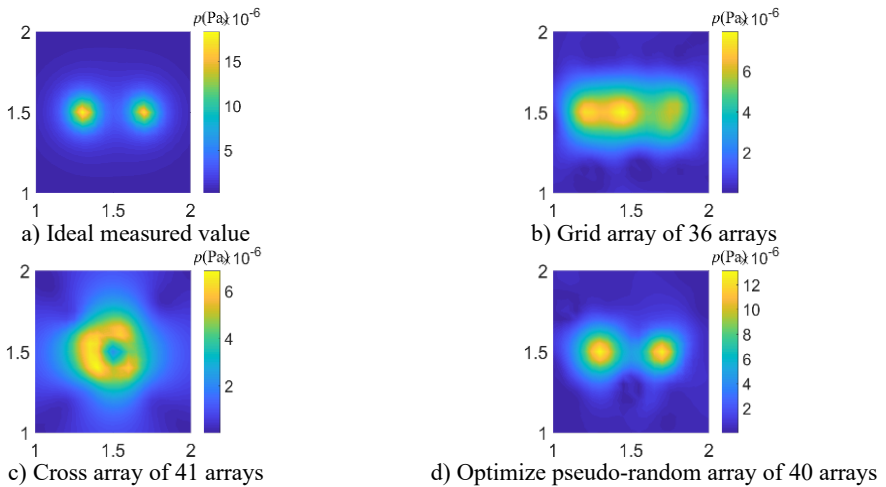 p(Pa)×10-6
2
15
10
1.5
5
1
1 1.5 2
a) Ideal measured value
p(Pa)×10-6
2
6
1.5
4
2
1
1 1.5 2
b) Grid array of 36 arrays
p(Pa)×10-6
2
6
1.5
4
2
1
1 1.5 2
c) Cross array of 41 arrays
p(Pa)×10-6
2
12
10
8
1.5
6
4
2
1
1 1.5 2
d) Optimize pseudo-random array of 40 arrays